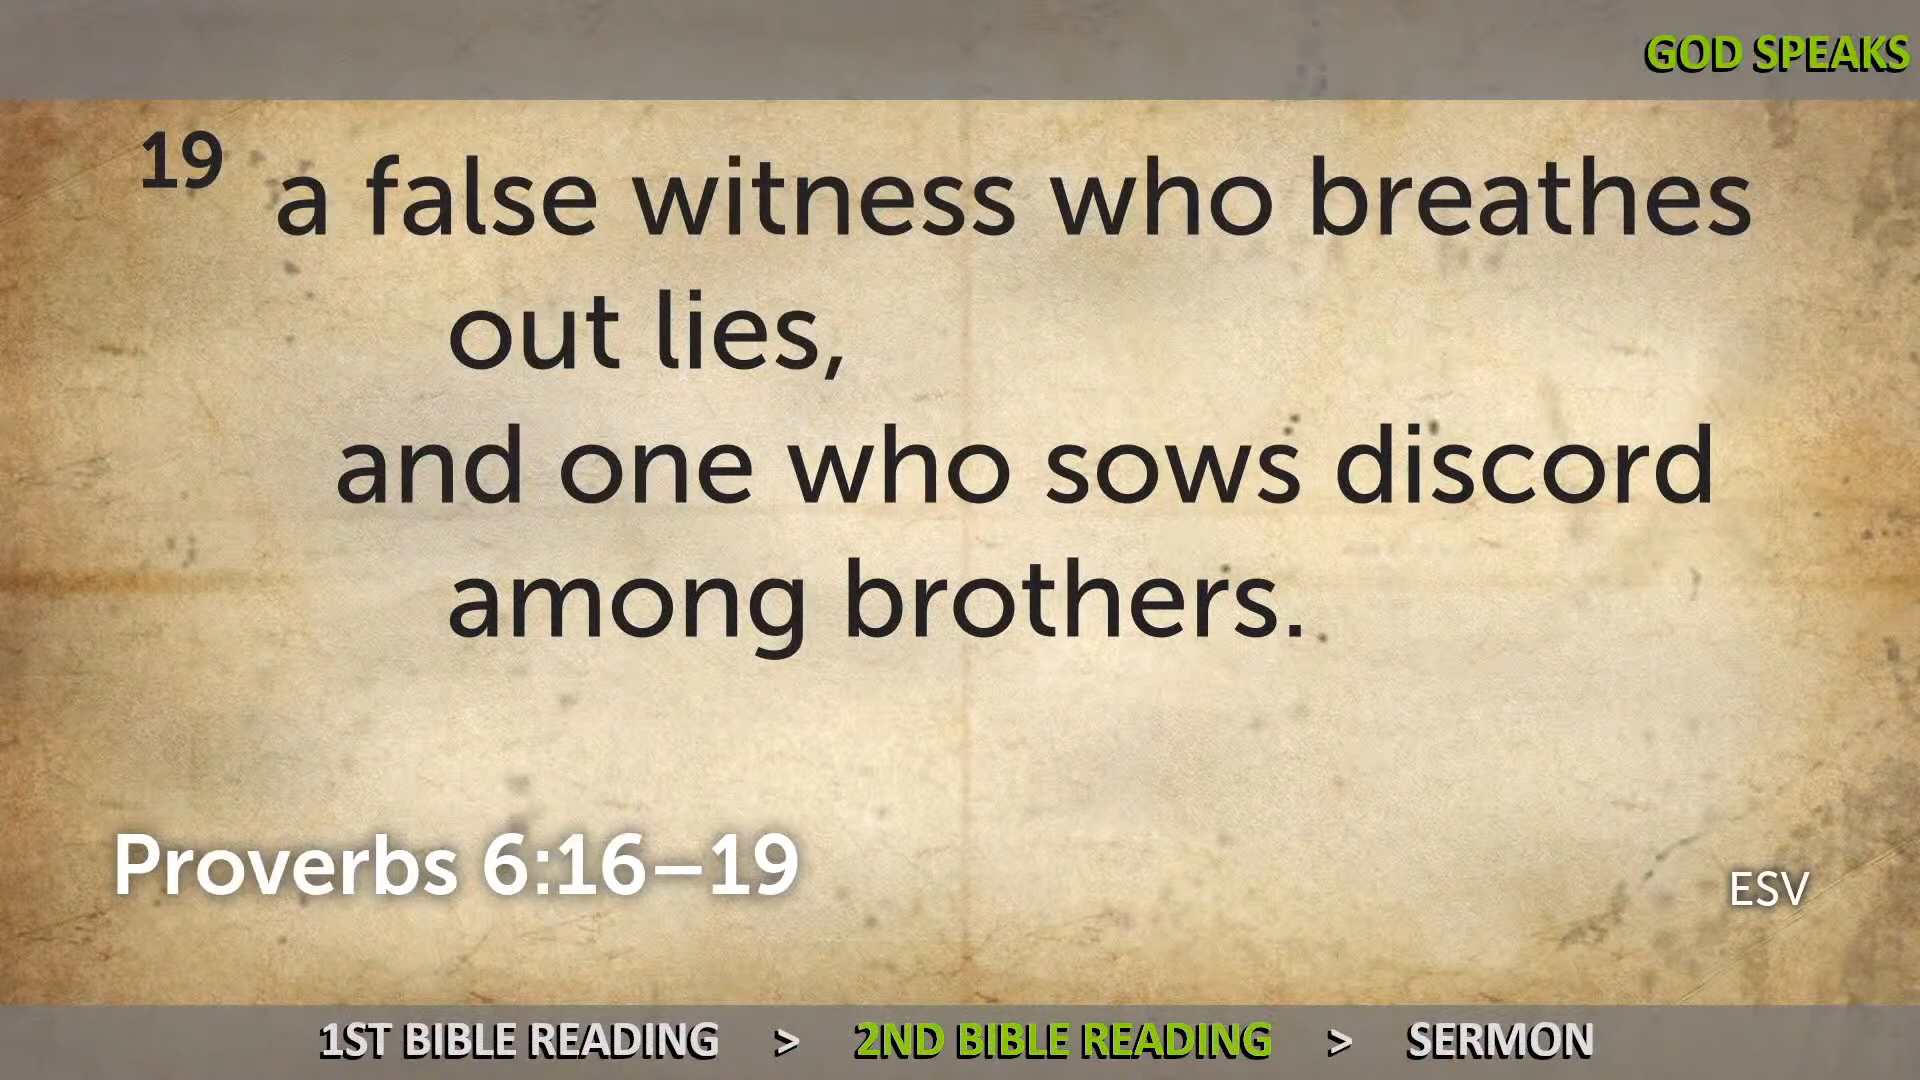 GOD SPEAKS
19 a false witness who breathes
out lies,
and one who sows discord
among brothers.
Proverbs 6:16–19
ESV
1ST BIBLE READING > 2ND BIBLE READING > SERMON